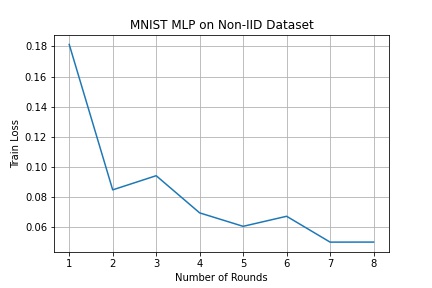 MNIST MLP on Non-IID Dataset
0.18
0.16
0.14
0.12
0.10
0.08
0.06
Train Loss
1 2 3 4 5 6 7 8
Number of Rounds